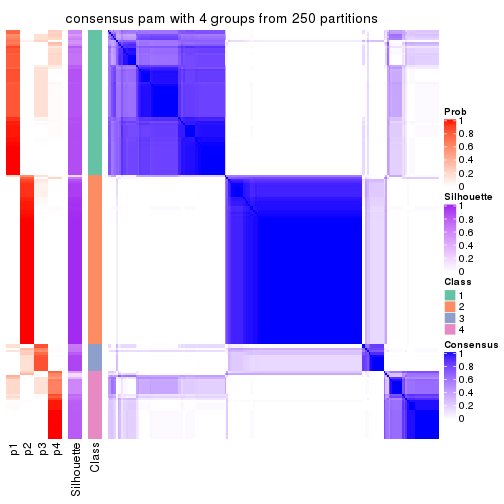 consensus pam with 4 groups from 250 partitions
Prob
1
0.8
0.6
0.4
0.2
0
Silhouette
1
0.8
0.6
0.4
0.2
0
Class
1
2
3
4
Consensus
1
0.8
0.6
0.4
0.2
0
p1
p2
p3
p4
Silhouette
Class